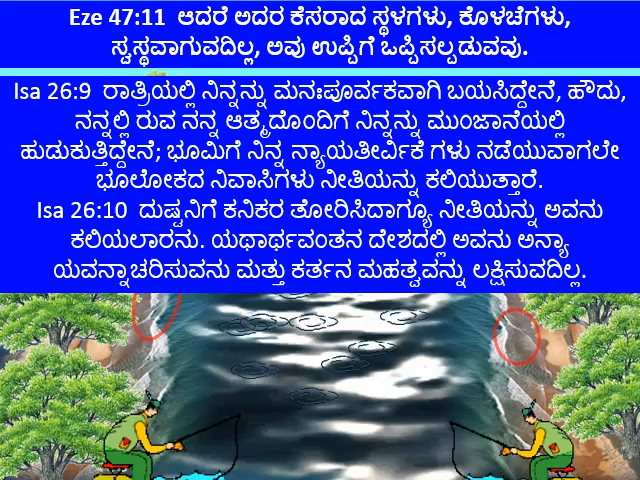 Eze 47:11  ಆದರೆ ಅದರ ಕೆಸರಾದ ಸ್ಥಳಗಳು, ಕೊಳಚೆಗಳು,
ಸ್ವಸ್ಥವಾಗುವದಿಲ್ಲ, ಅವು ಉಪ್ಪಿಗೆ ಒಪ್ಪಿಸಲ್ಪಡುವವು.
Isa 26:9  ರಾತ್ರಿಯಲ್ಲಿ ನಿನ್ನನ್ನು ಮನಃಪೂರ್ವಕವಾಗಿ ಬಯಸಿದ್ದೇನೆ, ಹೌದು,
ನನ್ನಲ್ಲಿ ರುವ ನನ್ನ ಆತ್ಮದೊಂದಿಗೆ ನಿನ್ನನ್ನು ಮುಂಜಾನೆಯಲ್ಲಿ
ಹುಡುಕುತ್ತಿದ್ದೇನೆ; ಭೂಮಿಗೆ ನಿನ್ನ ನ್ಯಾಯತೀರ್ವಿಕೆ ಗಳು ನಡೆಯುವಾಗಲೇ
ಭೂಲೋಕದ ನಿವಾಸಿಗಳು ನೀತಿಯನ್ನು ಕಲಿಯುತ್ತಾರೆ.
Isa 26:10  ದುಷ್ಟನಿಗೆ ಕನಿಕರ ತೋರಿಸಿದಾಗ್ಯೂ ನೀತಿಯನ್ನು ಅವನು
ಕಲಿಯಲಾರನು. ಯಥಾರ್ಥವಂತನ ದೇಶದಲ್ಲಿ ಅವನು ಅನ್ಯಾ
ಯವನ್ನಾಚರಿಸುವನು ಮತ್ತು ಕರ್ತನ ಮಹತ್ವವನ್ನು ಲಕ್ಷಿಸುವದಿಲ್ಲ.